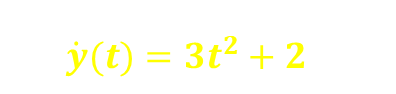 ẏ(t) = 3t² + 2